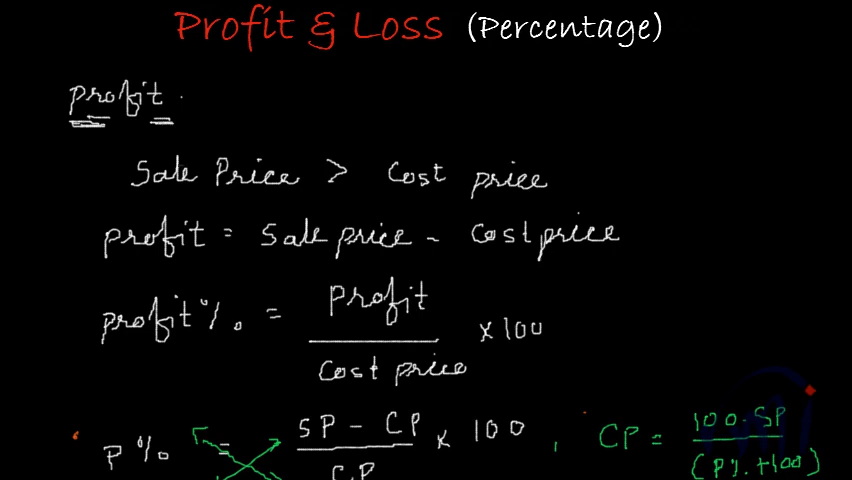 Profit & Loss (Percentage)
profit
Sale Price > Cost price
profit = Sale price - Cost price
profit % = Profit / Cost price × 100
P % = SP - CP / CP × 100 , CP = 100·SP / (P% + 100)